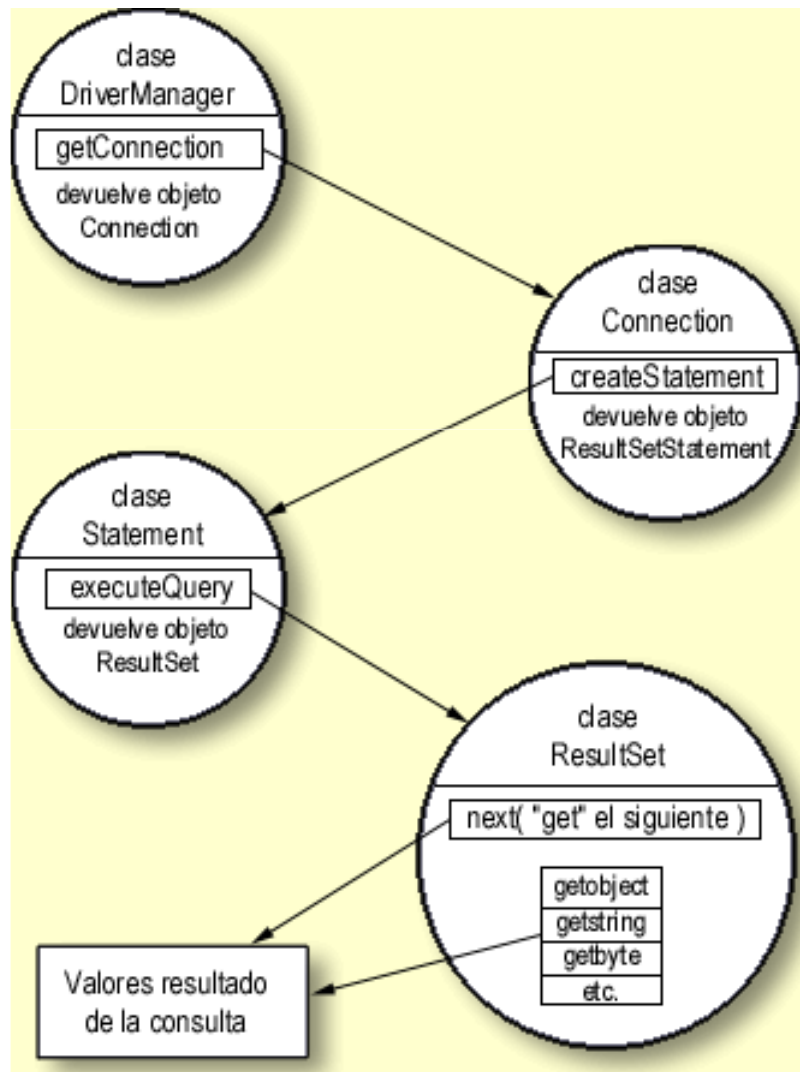 clase
DriverManager
getConnection
devuelve objeto
Connection
clase
Connection
createStatement
devuelve objeto
ResultSetStatement
clase
Statement
executeQuery
devuelve objeto
ResultSet
clase
ResultSet
next( "get" el siguiente )
getobject
getstring
getbyte
etc.
Valores resultado
de la consulta